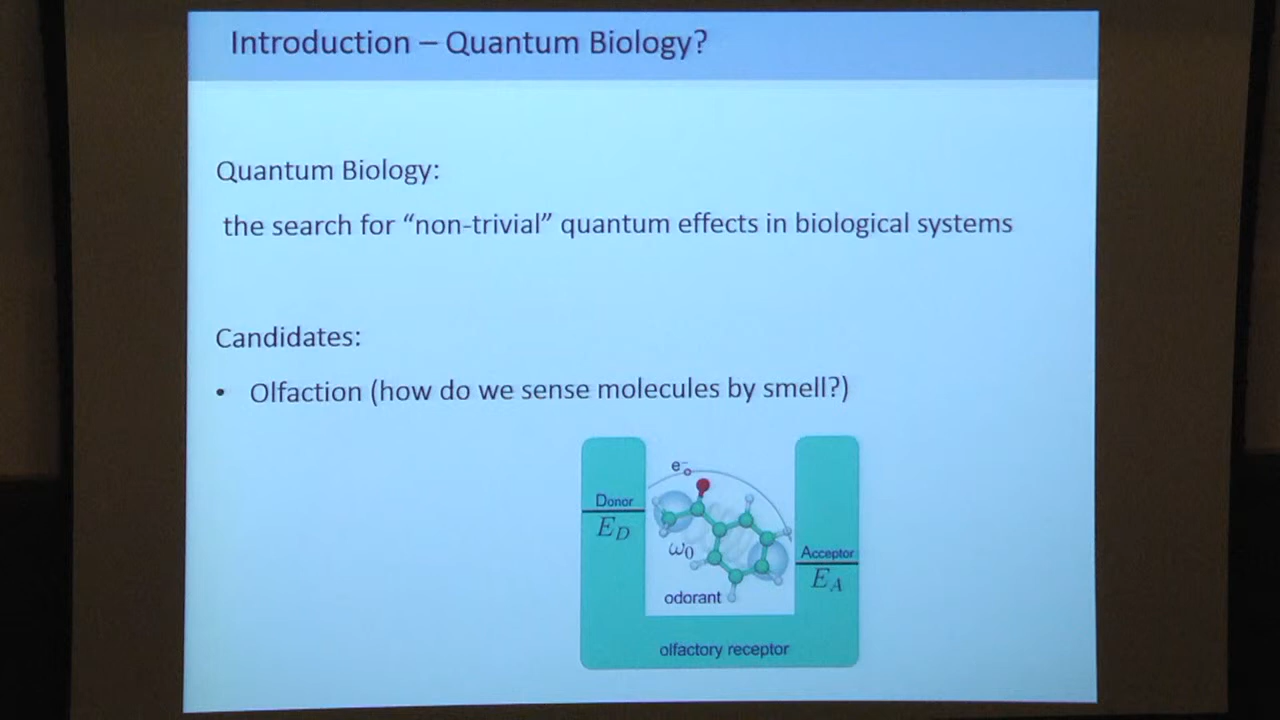 Introduction – Quantum Biology?
Quantum Biology:
the search for “non-trivial” quantum effects in biological systems
Candidates:
• Olfaction (how do we sense molecules by smell?)
e⁻
Donor
E_D
ω₀
Acceptor
E_A
odorant
olfactory receptor